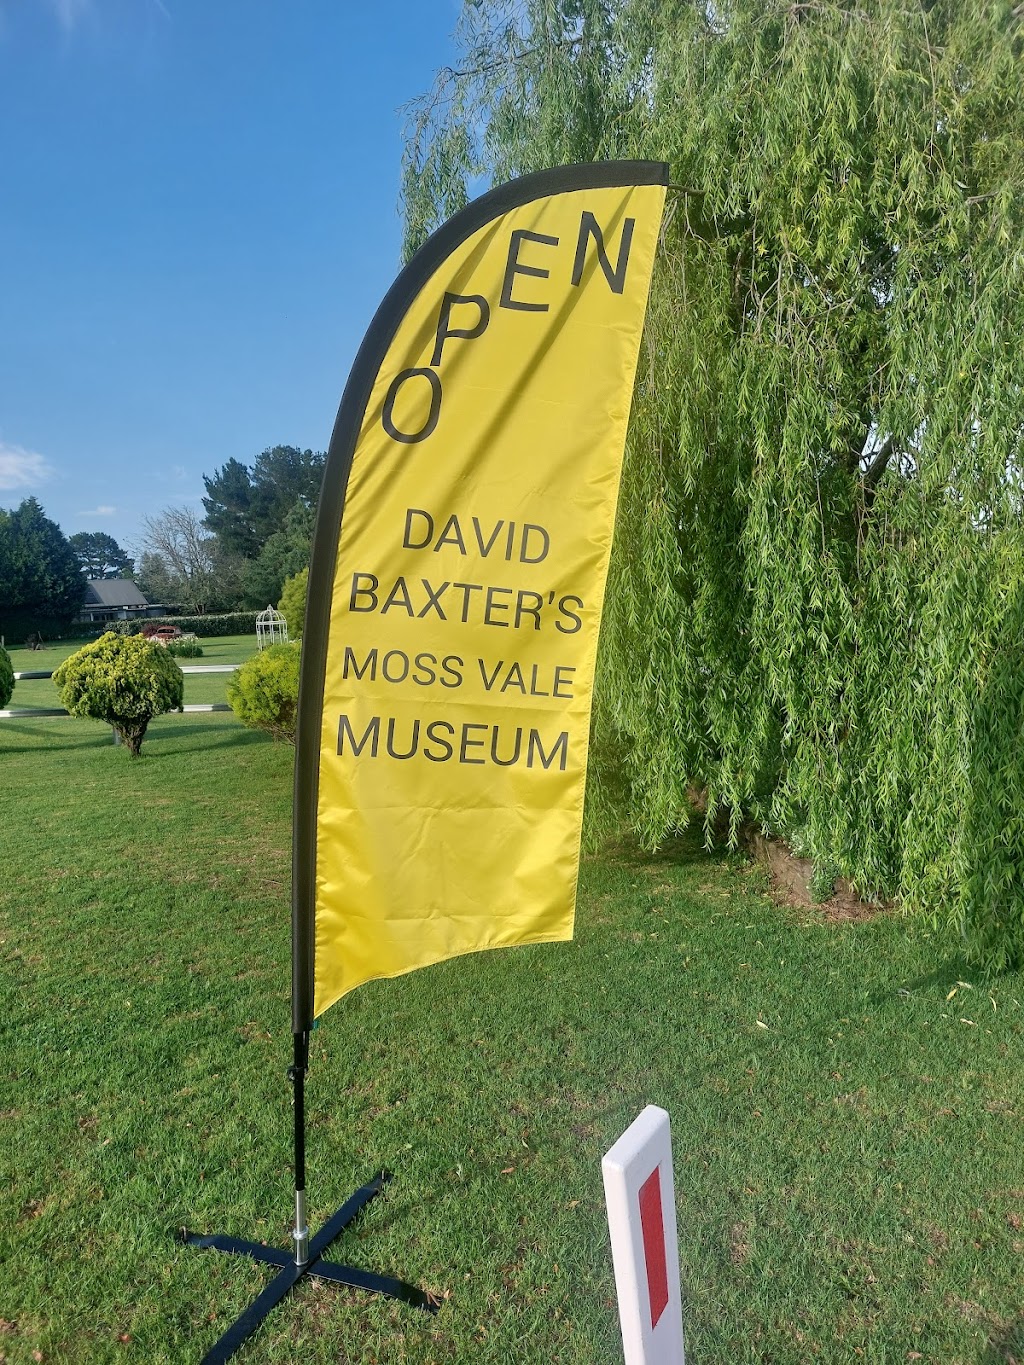 OPEN
DAVID
BAXTER'S
MOSS VALE
MUSEUM